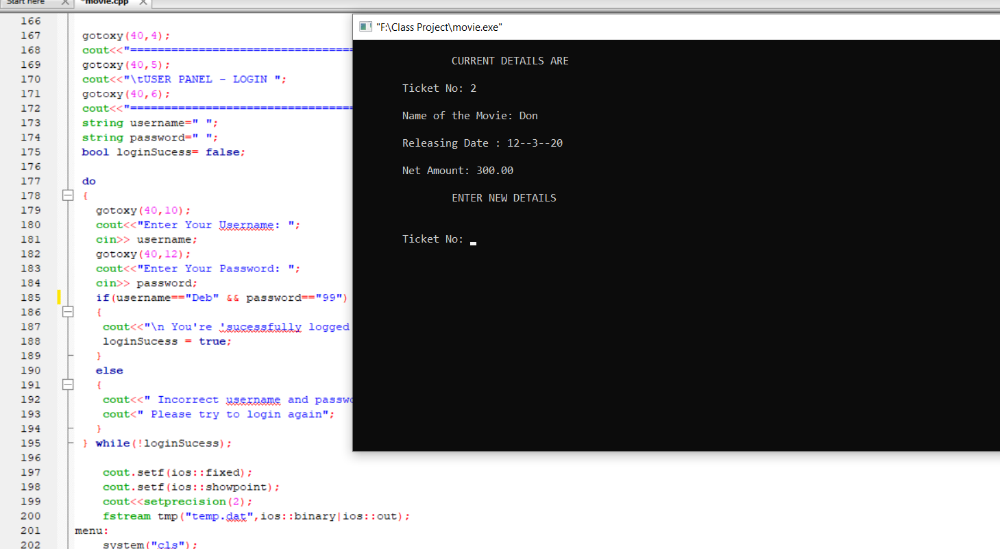 Start here
*movie.cpp
166
167 gotoxy(40,4);
168 cout<<"=================================
169 gotoxy(40,5);
170 cout<<"\tUSER PANEL - LOGIN ";
171 gotoxy(40,6);
172 cout<<"=================================
173 string username=" ";
174 string password=" ";
175 bool loginSucess= false;
176
177 do
178 {
179 gotoxy(40,10);
180 cout<<"Enter Your Username: ";
181 cin>> username;
182 gotoxy(40,12);
183 cout<<"Enter Your Password: ";
184 cin>> password;
185 if(username=="Deb" && password=="99")
186 {
187 cout<<"\n You're 'sucessfully logged
188 loginSucess = true;
189 }
190 else
191 {
192 cout<<" Incorrect username and passwo
193 cout<" Please try to login again";
194 }
195 } while(!loginSucess);
196
197 cout.setf(ios::fixed);
198 cout.setf(ios::showpoint);
199 cout<<setprecision(2);
200 fstream tmp("temp.dat",ios::binary|ios::out);
201 menu:
202 system("cls");
"F:\Class Project\movie.exe"
CURRENT DETAILS ARE
Ticket No: 2
Name of the Movie: Don
Releasing Date : 12--3--20
Net Amount: 300.00
ENTER NEW DETAILS
Ticket No: